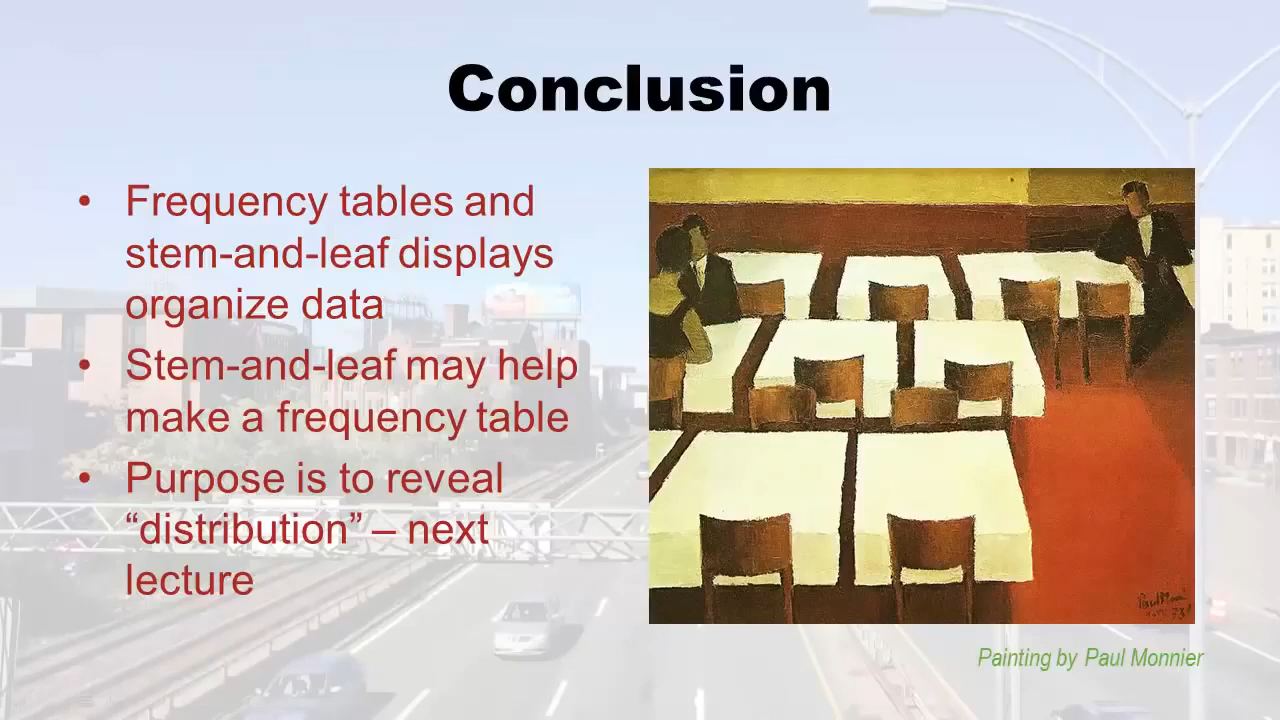 Conclusion
• Frequency tables and
stem-and-leaf displays
organize data
• Stem-and-leaf may help
make a frequency table
• Purpose is to reveal
“distribution” – next
lecture
Painting by Paul Monnier